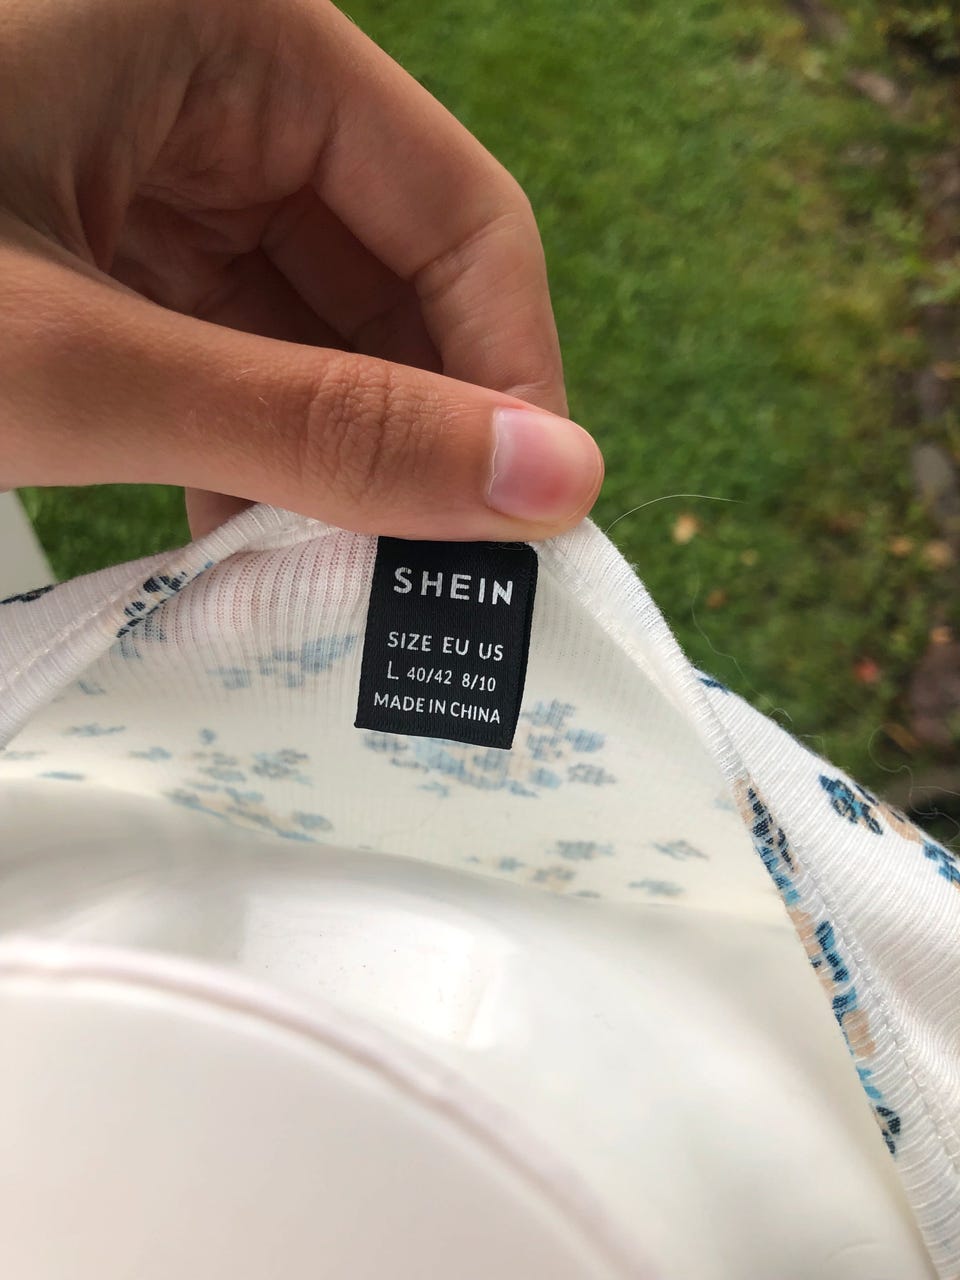 SHEIN
SIZE EU US
L 40/42 8/10
MADE IN CHINA